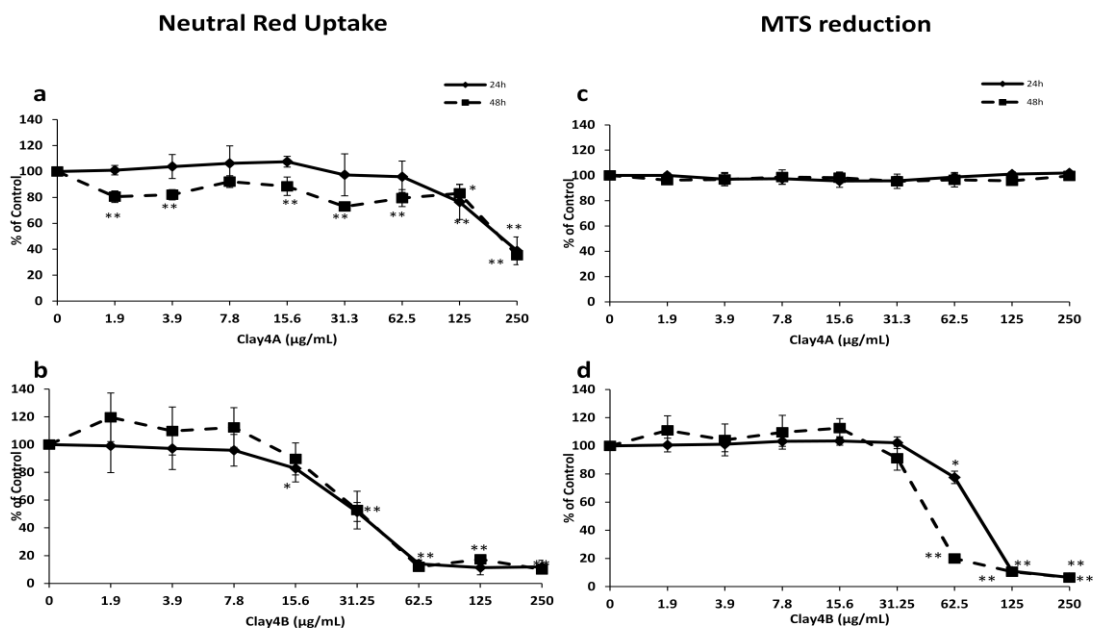 Neutral Red Uptake
MTS reduction
a
24h
48h
140
120
100
80
60
40
20
0
% of Control
**
**
**
**
**
*
**
**
**
0 1.9 3.9 7.8 15.6 31.3 62.5 125 250
Clay4A (µg/mL)
c
24h
48h
140
120
100
80
60
40
20
0
% of Control
0 1.9 3.9 7.8 15.6 31.3 62.5 125 250
Clay4A (µg/mL)
b
140
120
100
80
60
40
20
0
% of Control
*
**
**
**
**
0 1.9 3.9 7.8 15.6 31.25 62.5 125 250
Clay4B (µg/mL)
d
140
120
100
80
60
40
20
0
% of Control
*
**
**
**
**
**
0 1.9 3.9 7.8 15.6 31.25 62.5 125 250
Clay4B (µg/mL)